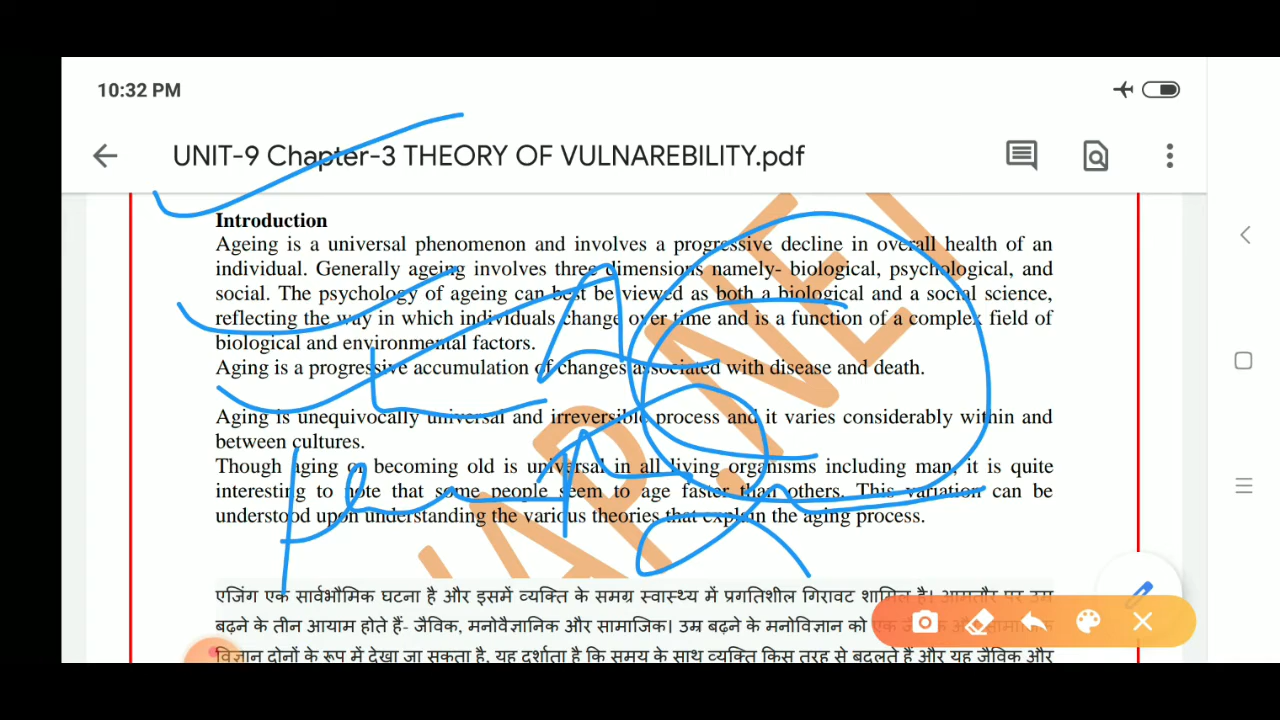 10:32 PM
UNIT-9 Chapter-3 THEORY OF VULNAREBILITY.pdf
Introduction
Ageing is a universal phenomenon and involves a progressive decline in overall health of an
individual. Generally ageing involves three dimensions namely- biological, psychological, and
social. The psychology of ageing can best be viewed as both a biological and a social science,
reflecting the way in which individuals change over time and is a function of a complex field of
biological and environmental factors.
Aging is a progressive accumulation of changes associated with disease and death.
Aging is unequivocally universal and irreversible process and it varies considerably within and
between cultures.
Though aging or becoming old is universal in all living organisms including man, it is quite
interesting to note that some people seem to age faster than others. This variation can be
understood upon understanding the various theories that explain the aging process.
एजिंग एक सार्वभौमिक घटना है और इसमें व्यक्ति के समग्र स्वास्थ्य में प्रगतिशील गिरावट शामिल है। आमतौर पर उम्र
बढ़ने के तीन आयाम होते हैं- जैविक, मनोवैज्ञानिक और सामाजिक। उम्र बढ़ने के मनोविज्ञान को एक
विज्ञान दोनों के रूप में देखा जा सकता है, यह दर्शाता है कि समय के साथ व्यक्ति किस तरह से बदलते हैं और यह जैविक और